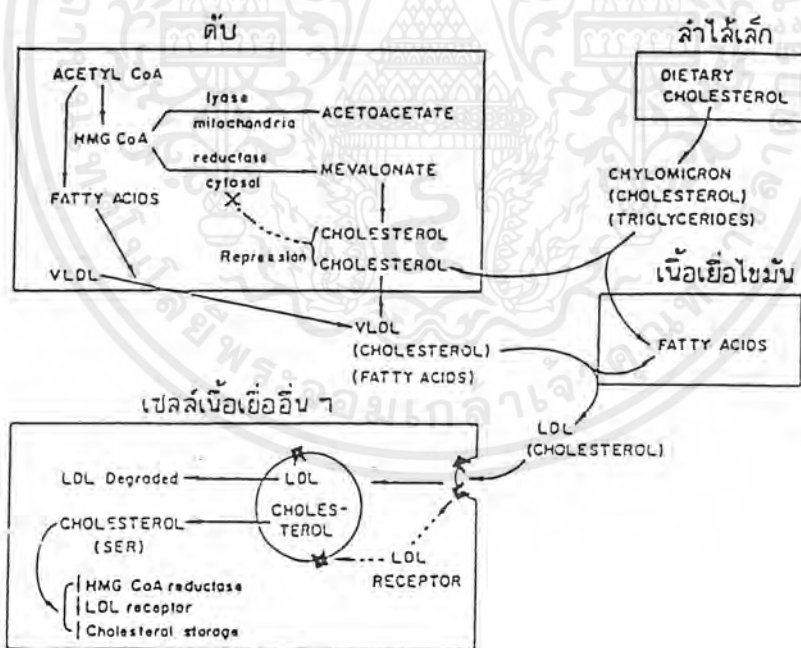 ตับ
ACETYL CoA
lyase
mitochondria
ACETOACETATE
HMG CoA
reductase
cytosol
MEVALONATE
FATTY ACIDS
CHOLESTEROL
Repression
CHOLESTEROL
VLDL
ลำไส้เล็ก
DIETARY
CHOLESTEROL
CHYLOMICRON
(CHOLESTEROL)
(TRIGLYCERIDES)
เนื้อเยื่อไขมัน
FATTY ACIDS
VLDL
(CHOLESTEROL)
(FATTY ACIDS)
LDL
(CHOLESTEROL)
เซลล์เนื้อเยื่ออื่น ๆ
LDL Degraded
LDL
CHOLES-
TEROL
CHOLESTEROL
(SER)
LDL
RECEPTOR
HMG CoA reductase
LDL receptor
Cholesterol storage